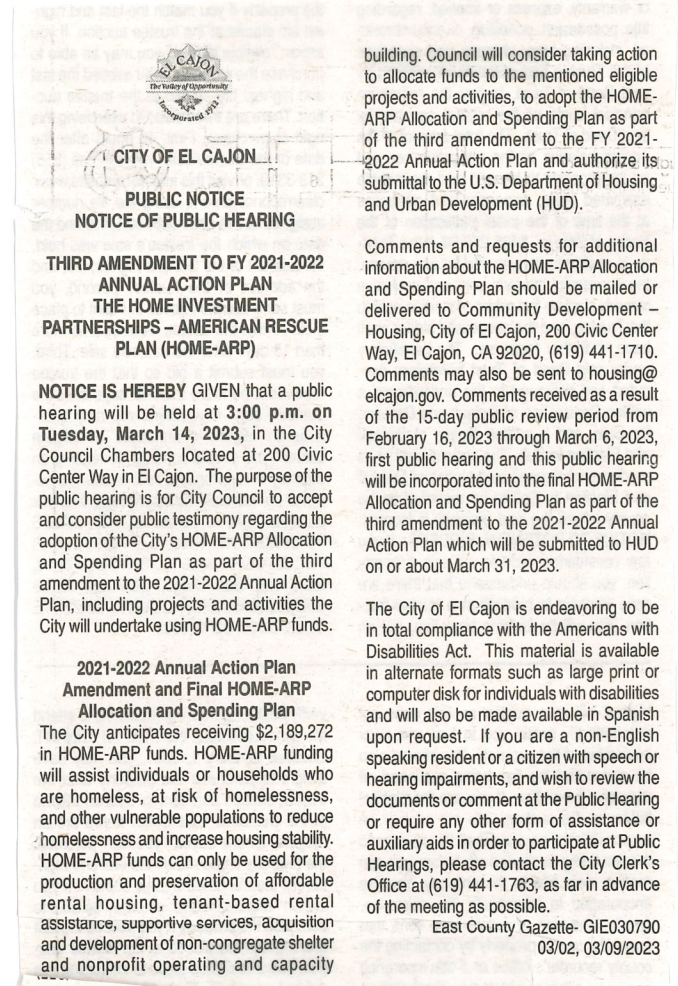 EL CAJON
The Valley of Opportunity
Incorporated 1912
CITY OF EL CAJON
PUBLIC NOTICE
NOTICE OF PUBLIC HEARING
THIRD AMENDMENT TO FY 2021-2022
ANNUAL ACTION PLAN
THE HOME INVESTMENT
PARTNERSHIPS – AMERICAN RESCUE
PLAN (HOME-ARP)
NOTICE IS HEREBY GIVEN that a public
hearing will be held at 3:00 p.m. on
Tuesday, March 14, 2023, in the City
Council Chambers located at 200 Civic
Center Way in El Cajon. The purpose of the
public hearing is for City Council to accept
and consider public testimony regarding the
adoption of the City's HOME-ARP Allocation
and Spending Plan as part of the third
amendment to the 2021-2022 Annual Action
Plan, including projects and activities the
City will undertake using HOME-ARP funds.
2021-2022 Annual Action Plan
Amendment and Final HOME-ARP
Allocation and Spending Plan
The City anticipates receiving $2,189,272
in HOME-ARP funds. HOME-ARP funding
will assist individuals or households who
are homeless, at risk of homelessness,
and other vulnerable populations to reduce
homelessness and increase housing stability.
HOME-ARP funds can only be used for the
production and preservation of affordable
rental housing, tenant-based rental
assistance, supportive services, acquisition
and development of non-congregate shelter
and nonprofit operating and capacity
building. Council will consider taking action
to allocate funds to the mentioned eligible
projects and activities, to adopt the HOME-
ARP Allocation and Spending Plan as part
of the third amendment to the FY 2021-
2022 Annual Action Plan and authorize its
submittal to the U.S. Department of Housing
and Urban Development (HUD).
Comments and requests for additional
information about the HOME-ARP Allocation
and Spending Plan should be mailed or
delivered to Community Development –
Housing, City of El Cajon, 200 Civic Center
Way, El Cajon, CA 92020, (619) 441-1710.
Comments may also be sent to housing@
elcajon.gov. Comments received as a result
of the 15-day public review period from
February 16, 2023 through March 6, 2023,
first public hearing and this public hearing
will be incorporated into the final HOME-ARP
Allocation and Spending Plan as part of the
third amendment to the 2021-2022 Annual
Action Plan which will be submitted to HUD
on or about March 31, 2023.
The City of El Cajon is endeavoring to be
in total compliance with the Americans with
Disabilities Act. This material is available
in alternate formats such as large print or
computer disk for individuals with disabilities
and will also be made available in Spanish
upon request. If you are a non-English
speaking resident or a citizen with speech or
hearing impairments, and wish to review the
documents or comment at the Public Hearing
or require any other form of assistance or
auxiliary aids in order to participate at Public
Hearings, please contact the City Clerk's
Office at (619) 441-1763, as far in advance
of the meeting as possible.
East County Gazette- GIE030790
03/02, 03/09/2023